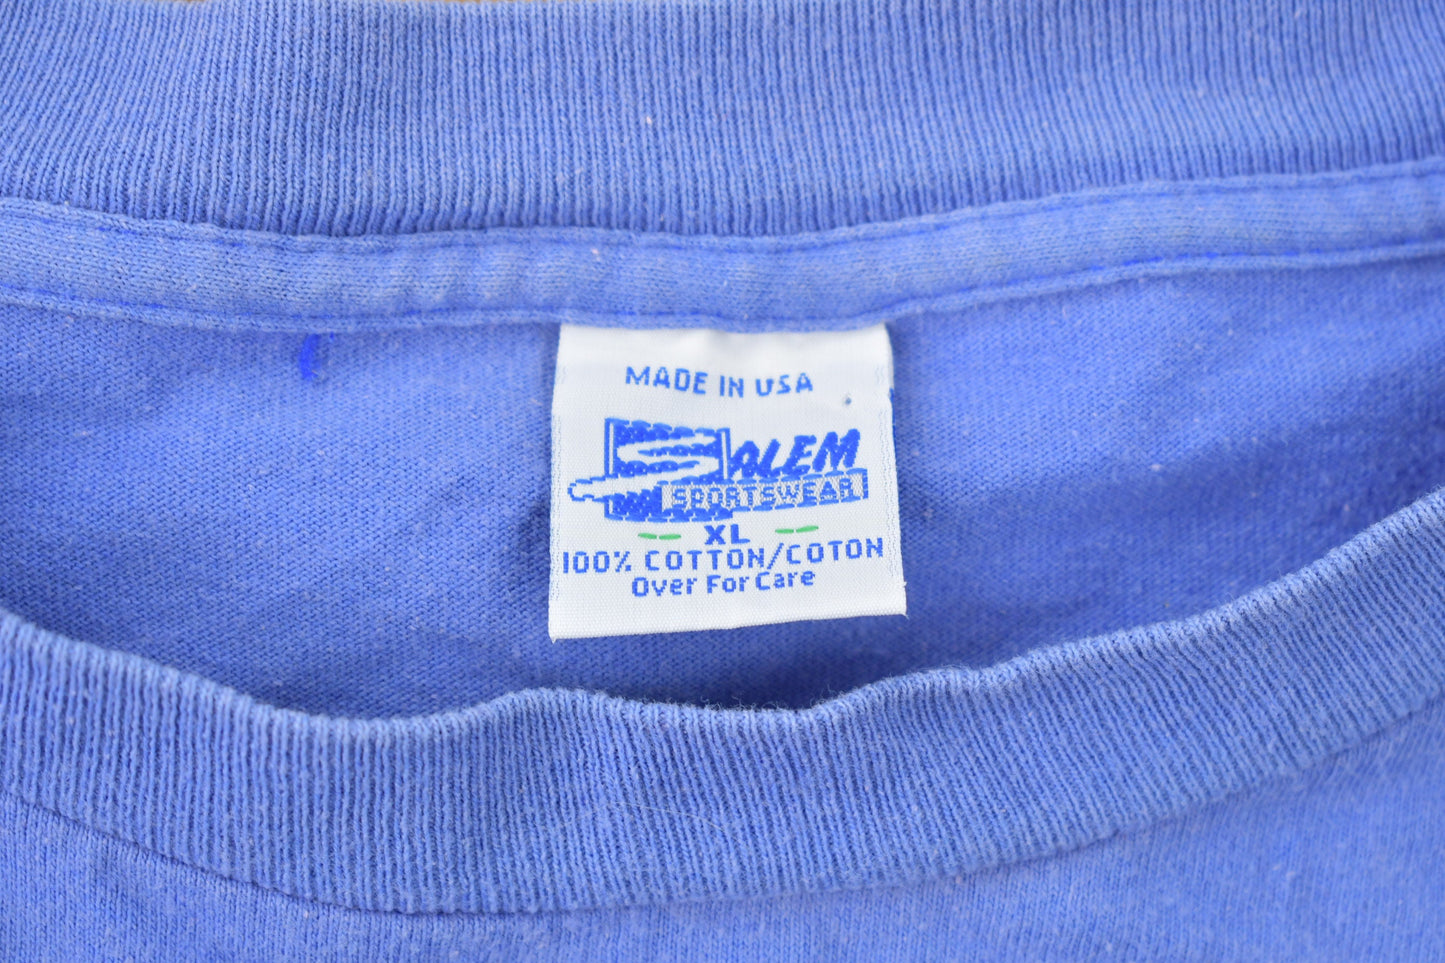 MADE IN USA
SALEM
SPORTSWEAR
XL
100% COTTON/COTON
Over For Care